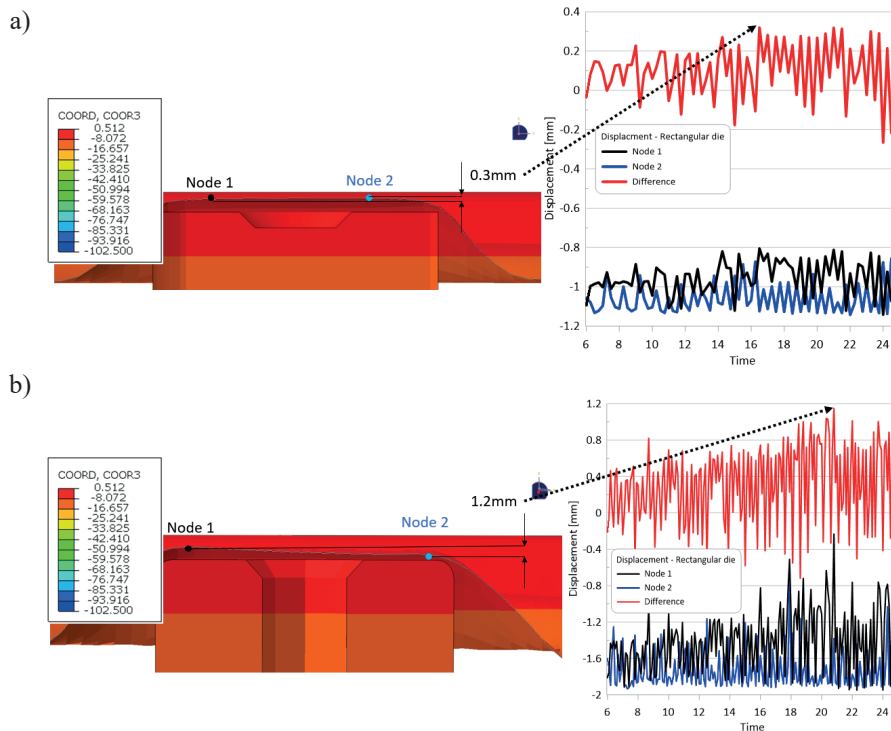 a)
COORD, COOR3
0.512
-8.072
-16.657
-25.241
-33.825
-42.410
-50.994
-59.578
-68.163
-76.747
-85.331
-93.916
-102.500
Node 1
Node 2
0.3mm
Displacement [mm]
0.4
0.2
0
-0.2
-0.4
-0.6
-0.8
-1
-1.2
Displacment - Rectangular die
Node 1
Node 2
Difference
6 8 10 12 14 16 18 20 22 24
Time
b)
COORD, COOR3
0.512
-8.072
-16.657
-25.241
-33.825
-42.410
-50.994
-59.578
-68.163
-76.747
-85.331
-93.916
-102.500
Node 1
Node 2
1.2mm
Displacement [mm]
1.2
0.8
0.4
0
-0.4
-0.8
-1.2
-1.6
-2
Displacement - Rectangular die
Node 1
Node 2
Difference
6 8 10 12 14 16 18 20 22 24
Time